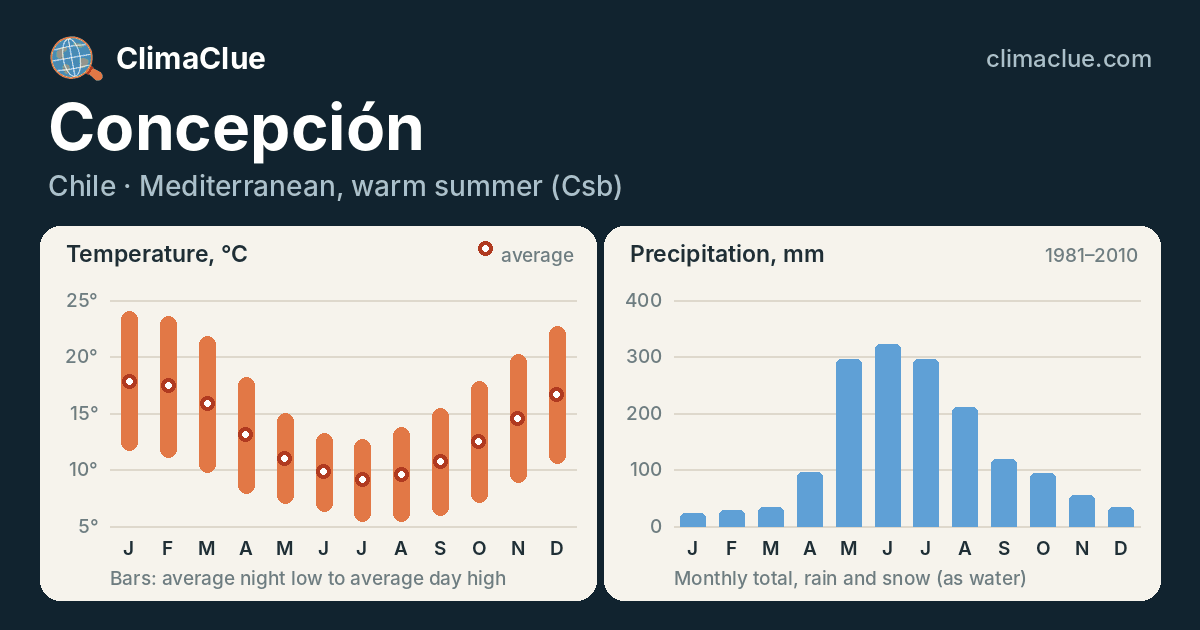 ClimaClue
climaclue.com
Concepción
Chile · Mediterranean, warm summer (Csb)
Temperature, °C
average
25°
20°
15°
10°
5°
J F M A M J J A S O N D
Bars: average night low to average day high
Precipitation, mm
1981–2010
400
300
200
100
0
J F M A M J J A S O N D
Monthly total, rain and snow (as water)